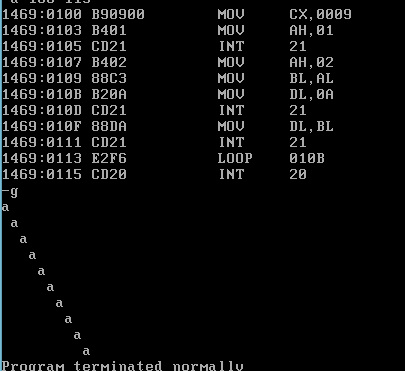 1469:0100 B90900 MOV CX,0009
1469:0103 B401 MOV AH,01
1469:0105 CD21 INT 21
1469:0107 B402 MOV AH,02
1469:0109 88C3 MOV BL,AL
1469:010B B20A MOV DL,0A
1469:010D CD21 INT 21
1469:010F 88DA MOV DL,BL
1469:0111 CD21 INT 21
1469:0113 E2F6 LOOP 010B
1469:0115 CD20 INT 20
-g
a
a
a
a
a
a
a
a
a
a
Program terminated normally